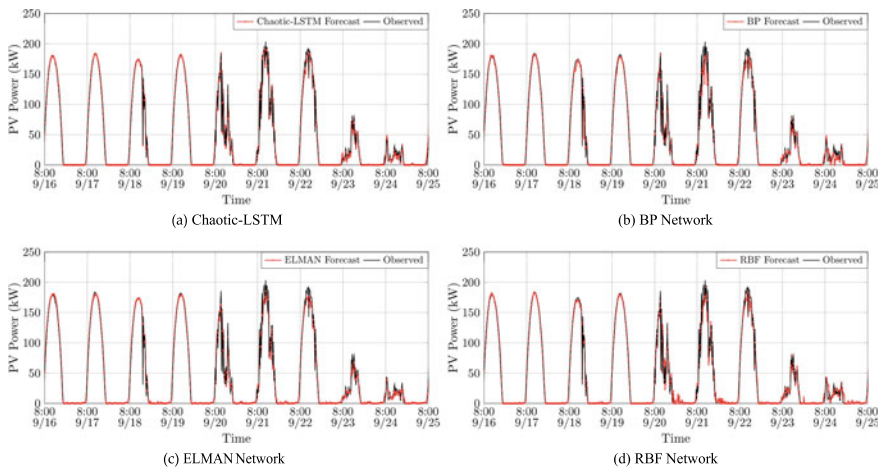 Chaotic-LSTM Forecast Observed
250
200
150
100
50
0
PV Power (kW)
8:00 8:00 8:00 8:00 8:00 8:00 8:00 8:00 8:00 8:00
9/16 9/17 9/18 9/19 9/20 9/21 9/22 9/23 9/24 9/25
Time
(a) Chaotic-LSTM
BP Forecast Observed
250
200
150
100
50
0
PV Power (kW)
8:00 8:00 8:00 8:00 8:00 8:00 8:00 8:00 8:00 8:00
9/16 9/17 9/18 9/19 9/20 9/21 9/22 9/23 9/24 9/25
Time
(b) BP Network
ELMAN Forecast Observed
250
200
150
100
50
0
PV Power (kW)
8:00 8:00 8:00 8:00 8:00 8:00 8:00 8:00 8:00 8:00
9/16 9/17 9/18 9/19 9/20 9/21 9/22 9/23 9/24 9/25
Time
(c) ELMAN Network
RBF Forecast Observed
250
200
150
100
50
0
PV Power (kW)
8:00 8:00 8:00 8:00 8:00 8:00 8:00 8:00 8:00 8:00
9/16 9/17 9/18 9/19 9/20 9/21 9/22 9/23 9/24 9/25
Time
(d) RBF Network